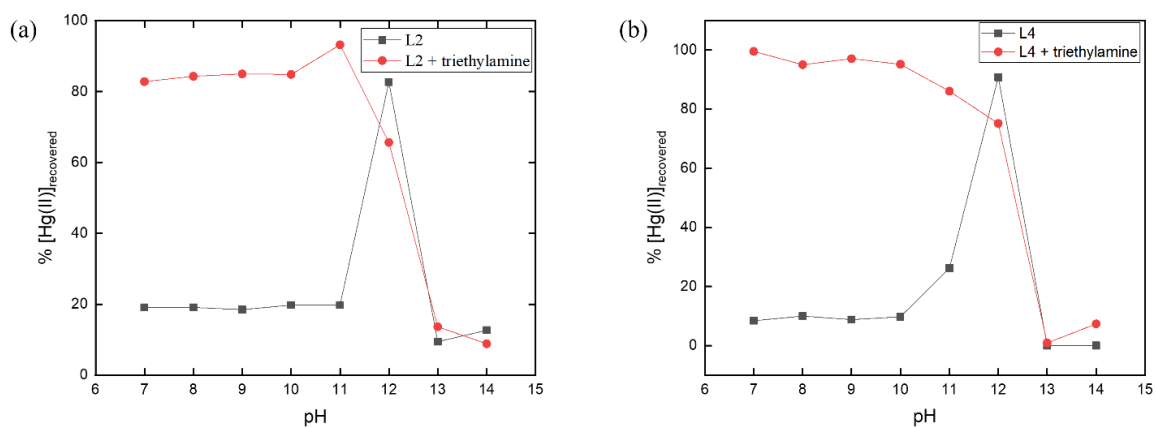 (a)
L2
L2 + triethylamine
% [Hg(II)]recovered
100
80
60
40
20
0
6 7 8 9 10 11 12 13 14 15
pH
(b)
L4
L4 + triethylamine
% [Hg(II)]recovered
100
80
60
40
20
0
6 7 8 9 10 11 12 13 14 15
pH